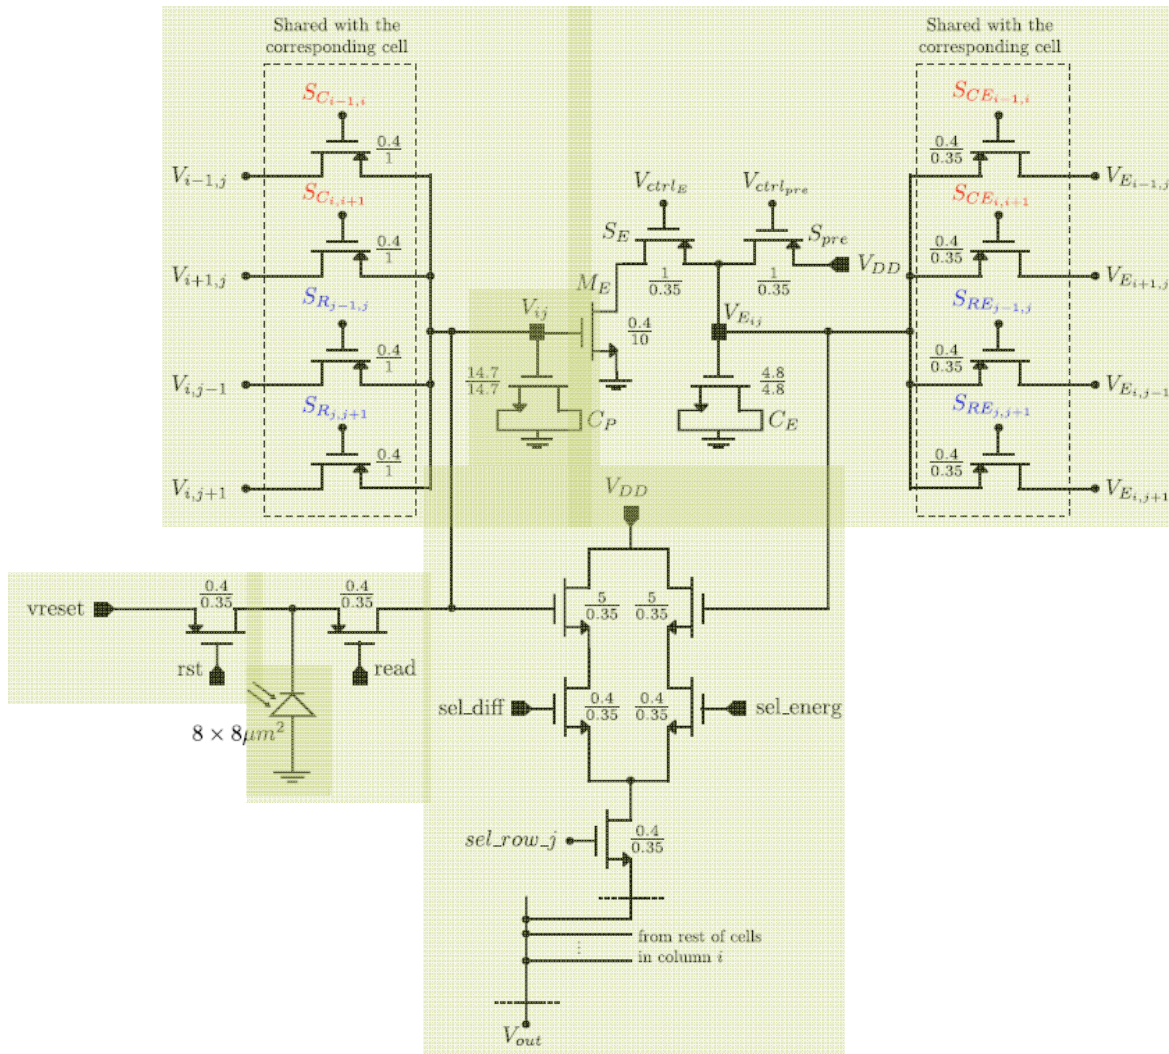 Shared with the
corresponding cell
Shared with the
corresponding cell
S_{C_{i-1,i}}
0.4/1
V_{i-1,j}
S_{C_{i,i+1}}
0.4/1
V_{i+1,j}
S_{R_{j-1,j}}
0.4/1
V_{i,j-1}
S_{R_{j,j+1}}
0.4/1
V_{i,j+1}
V_{ctrl_E}
V_{ctrl_{pre}}
S_E
S_{pre}
1/0.35
1/0.35
V_{DD}
M_E
V_{ij}
0.4/10
V_{E_{ij}}
14.7/14.7
C_P
4.8/4.8
C_E
S_{CE_{i-1,i}}
0.4/0.35
V_{E_{i-1,j}}
S_{CE_{i,i+1}}
0.4/0.35
V_{E_{i+1,j}}
S_{RE_{j-1,j}}
0.4/0.35
V_{E_{i,j-1}}
S_{RE_{j,j+1}}
0.4/0.35
V_{E_{i,j+1}}
V_{DD}
vreset
0.4/0.35
0.4/0.35
rst
read
8 × 8μm^2
5/0.35
5/0.35
sel_diff
0.4/0.35
0.4/0.35
sel_energ
sel_row_j
0.4/0.35
from rest of cells
⋮
in column i
V_{out}